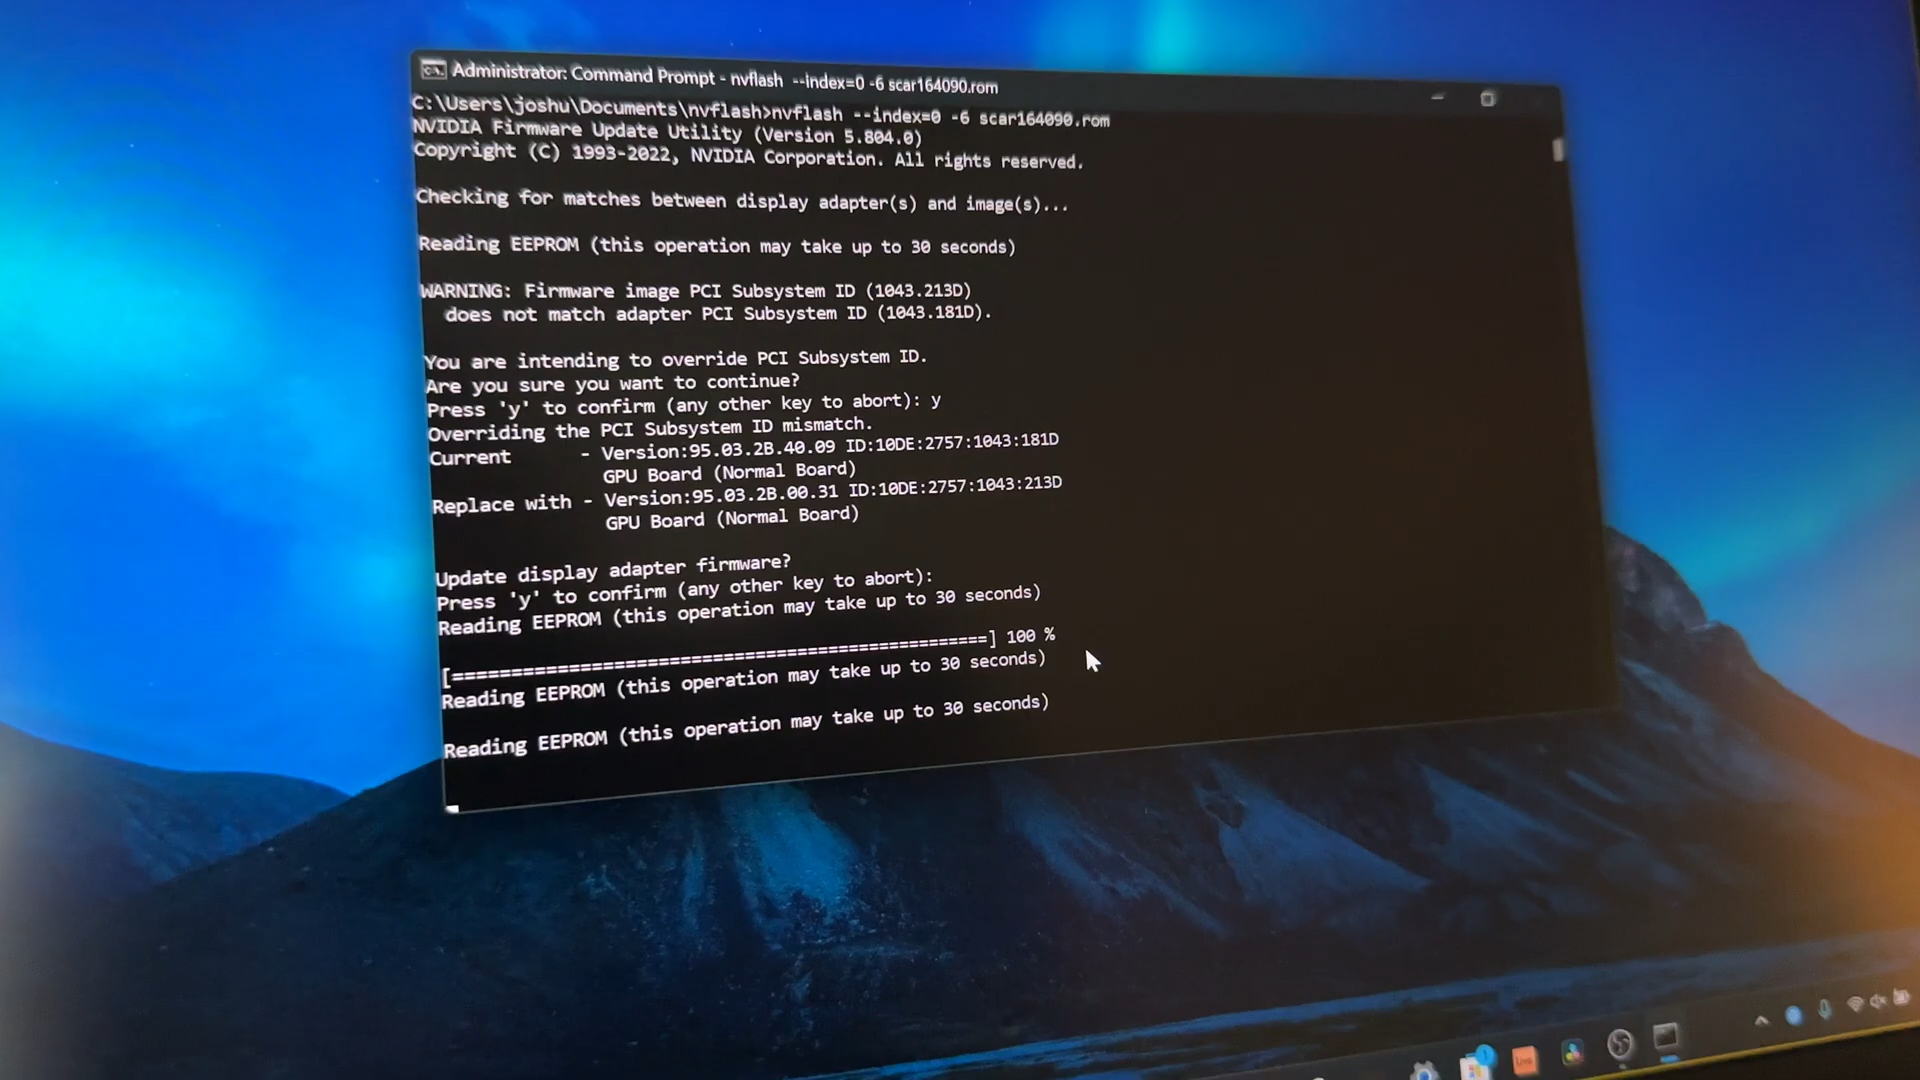 Administrator: Command Prompt - nvflash --index=0 -6 scar164090.rom
C:\Users\joshu\Documents\nvflash>nvflash --index=0 -6 scar164090.rom
NVIDIA Firmware Update Utility (Version 5.804.0)
Copyright (C) 1993-2022, NVIDIA Corporation. All rights reserved.
Checking for matches between display adapter(s) and image(s)...
Reading EEPROM (this operation may take up to 30 seconds)
WARNING: Firmware image PCI Subsystem ID (1043.213D)
does not match adapter PCI Subsystem ID (1043.181D).
You are intending to override PCI Subsystem ID.
Are you sure you want to continue?
Press 'y' to confirm (any other key to abort): y
Overriding the PCI Subsystem ID mismatch.
Current - Version:95.03.2B.40.09 ID:10DE:2757:1043:181D
GPU Board (Normal Board)
Replace with - Version:95.03.2B.00.31 ID:10DE:2757:1043:213D
GPU Board (Normal Board)
Update display adapter firmware?
Press 'y' to confirm (any other key to abort):
Reading EEPROM (this operation may take up to 30 seconds)
[==============================================] 100 %
Reading EEPROM (this operation may take up to 30 seconds)
Reading EEPROM (this operation may take up to 30 seconds)